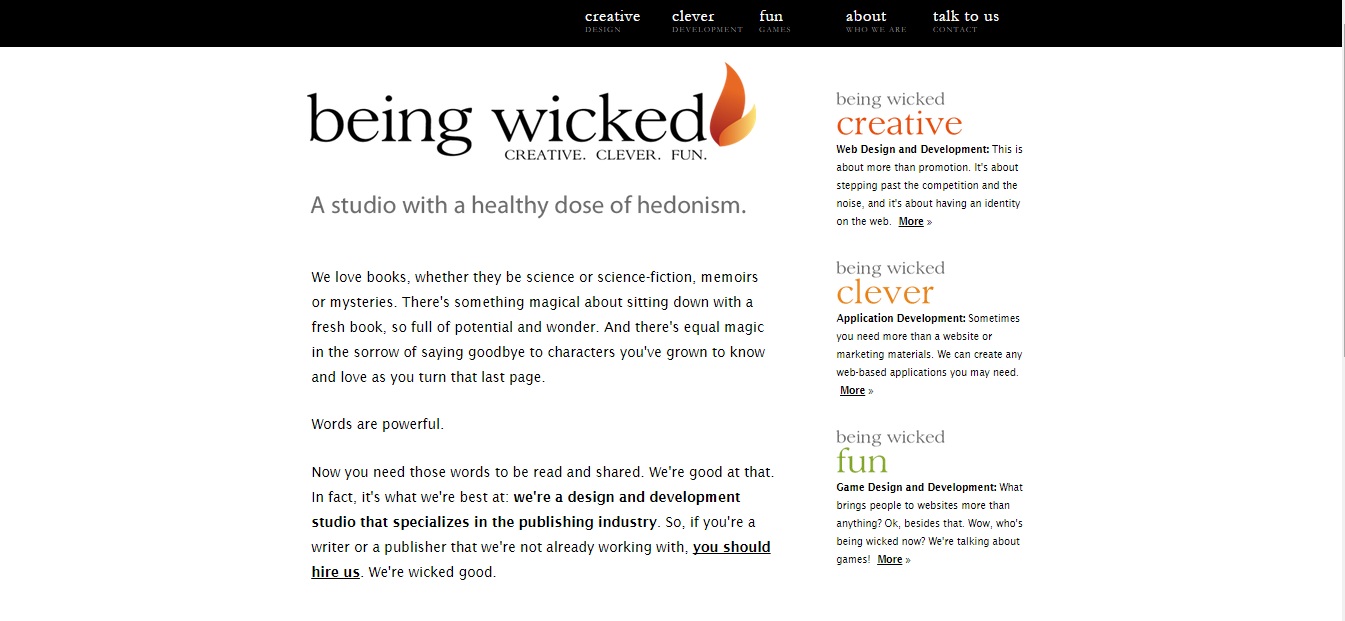 creative clever fun about talk to us
DESIGN DEVELOPMENT GAMES WHO WE ARE CONTACT
being wicked
CREATIVE. CLEVER. FUN.
A studio with a healthy dose of hedonism.
We love books, whether they be science or science-fiction, memoirs
or mysteries. There's something magical about sitting down with a
fresh book, so full of potential and wonder. And there's equal magic
in the sorrow of saying goodbye to characters you've grown to know
and love as you turn that last page.
Words are powerful.
Now you need those words to be read and shared. We're good at that.
In fact, it's what we're best at: we're a design and development
studio that specializes in the publishing industry. So, if you're a
writer or a publisher that we're not already working with, you should
hire us. We're wicked good.
being wicked
creative
Web Design and Development: This is
about more than promotion. It's about
stepping past the competition and the
noise, and it's about having an identity
on the web. More »
being wicked
clever
Application Development: Sometimes
you need more than a website or
marketing materials. We can create any
web-based applications you may need.
More »
being wicked
fun
Game Design and Development: What
brings people to websites more than
anything? Ok, besides that. Wow, who's
being wicked now? We're talking about
games! More »